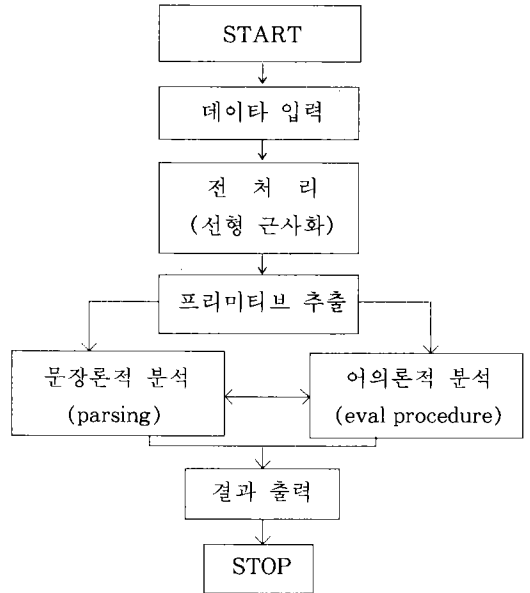 START
데이타 입력
전 처 리
(선형 근사화)
프리미티브 추출
문장론적 분석
(parsing)
어의론적 분석
(eval procedure)
결과 출력
STOP